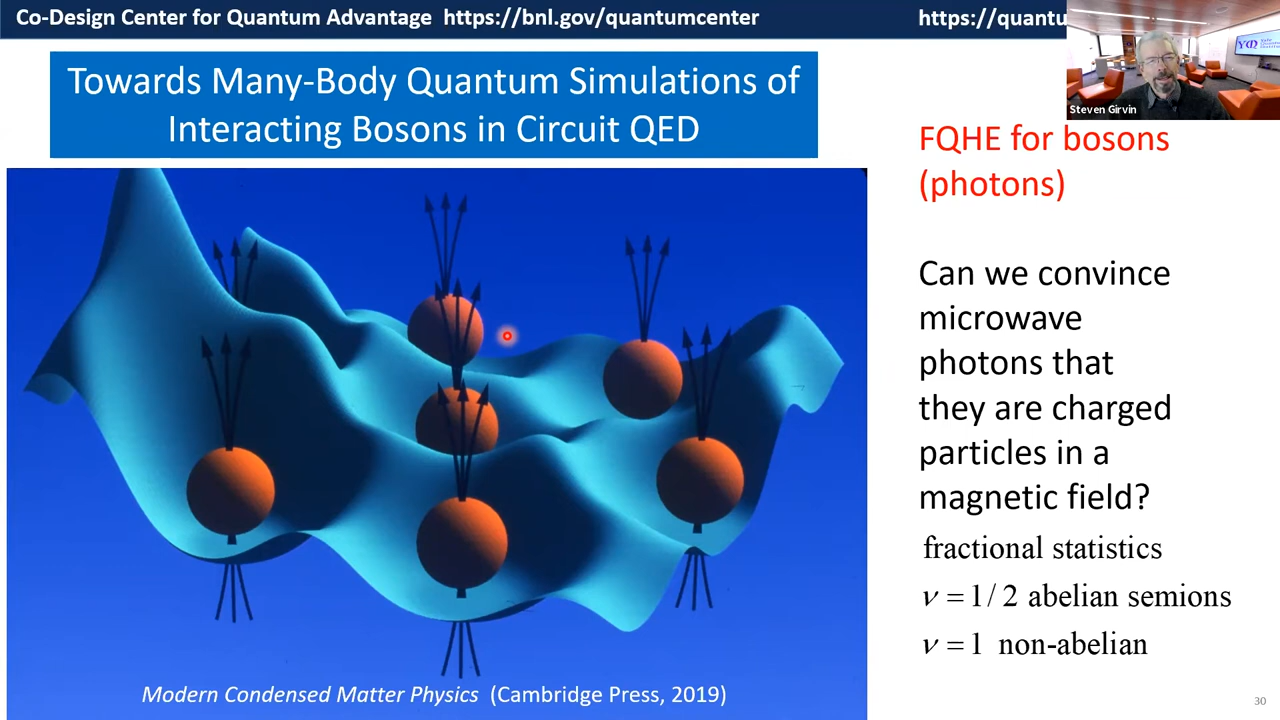 Co-Design Center for Quantum Advantage https://bnl.gov/quantumcenter
https://quantu
Steven Girvin
Towards Many-Body Quantum Simulations of
Interacting Bosons in Circuit QED
FQHE for bosons
(photons)
Can we convince
microwave
photons that
they are charged
particles in a
magnetic field?
fractional statistics
ν = 1 / 2 abelian semions
ν = 1 non-abelian
Modern Condensed Matter Physics (Cambridge Press, 2019)
30